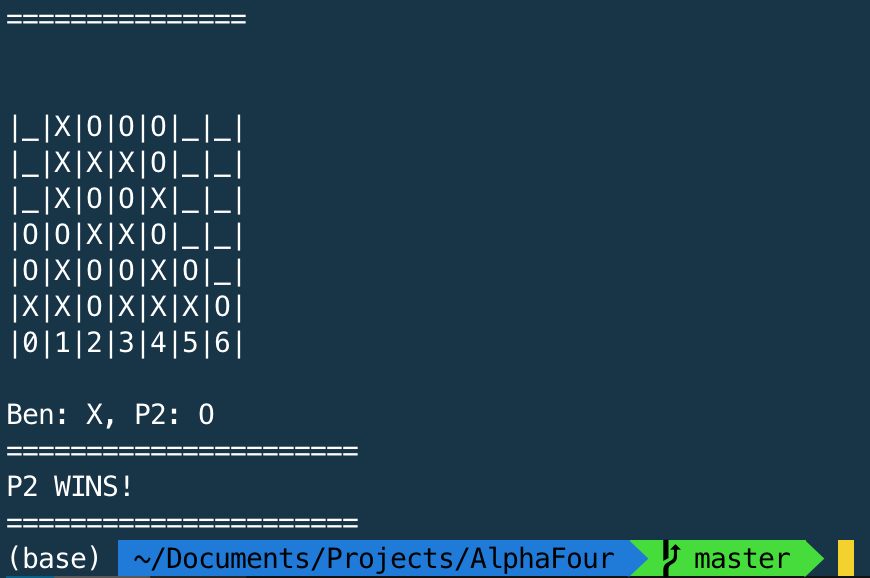 ===============
|_|X|O|O|O|_|_|
|_|X|X|X|O|_|_|
|_|X|O|O|X|_|_|
|O|O|X|X|O|_|_|
|O|X|O|O|X|O|_|
|X|X|O|X|X|X|O|
|0|1|2|3|4|5|6|
Ben: X, P2: O
======================
P2 WINS!
======================
(base) ~/Documents/Projects/AlphaFour master